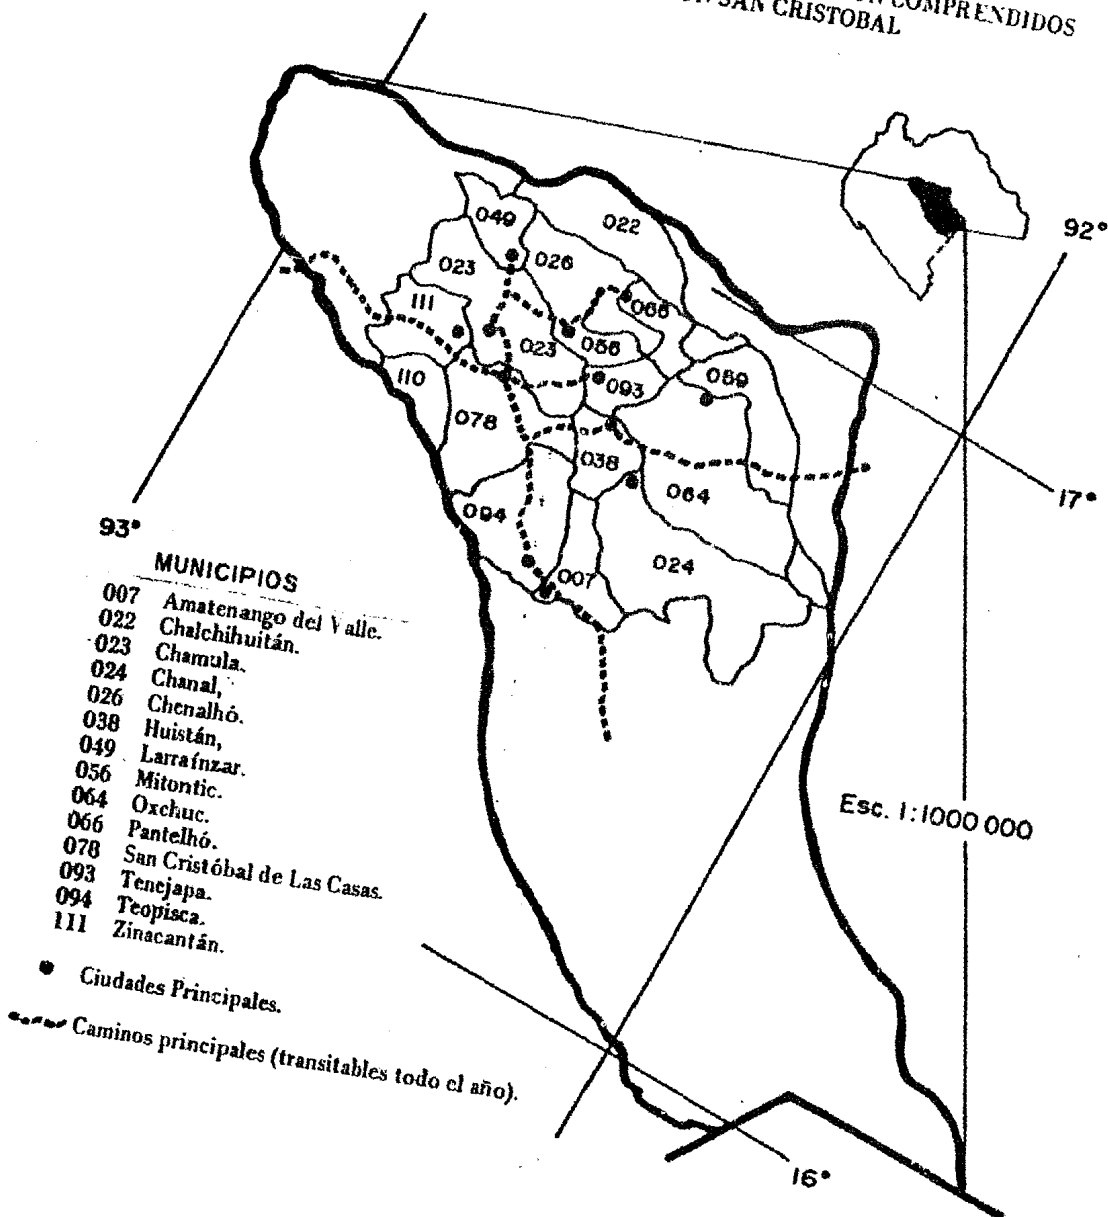 COMPRENDIDOS
SAN CRISTOBAL
049
022
92°
026
023
111
066
023
056
110
093
059
078
038
17°
094
064
93°
007
024
MUNICIPIOS
007 Amatenango del Valle.
022 Chalchihuitán.
023 Chamula.
024 Chanal,
026 Chenalhó.
038 Huistán,
049 Larraínzar.
056 Mitontic.
064 Oxchuc.
066 Pantelhó.
078 San Cristóbal de Las Casas.
093 Tenejapa.
094 Teopisca.
111 Zinacantán.
Esc. 1:1000 000
Ciudades Principales.
Caminos principales (transitables todo el año).
16°